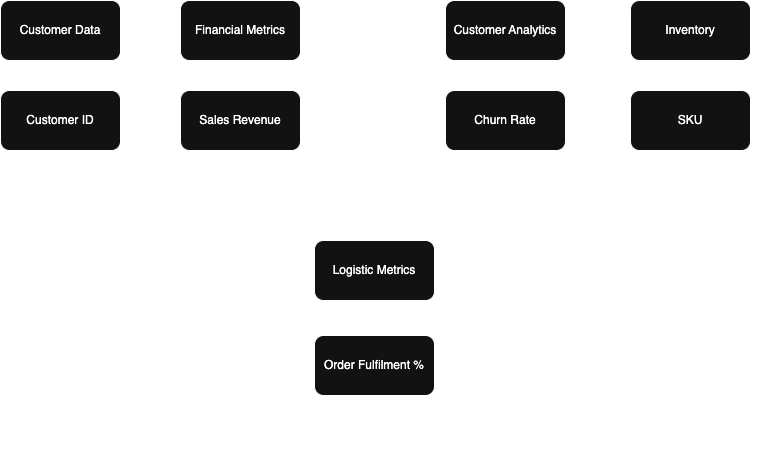 Customer Data
Financial Metrics
Customer Analytics
Inventory
Customer ID
Sales Revenue
Churn Rate
SKU
Logistic Metrics
Order Fulfilment %